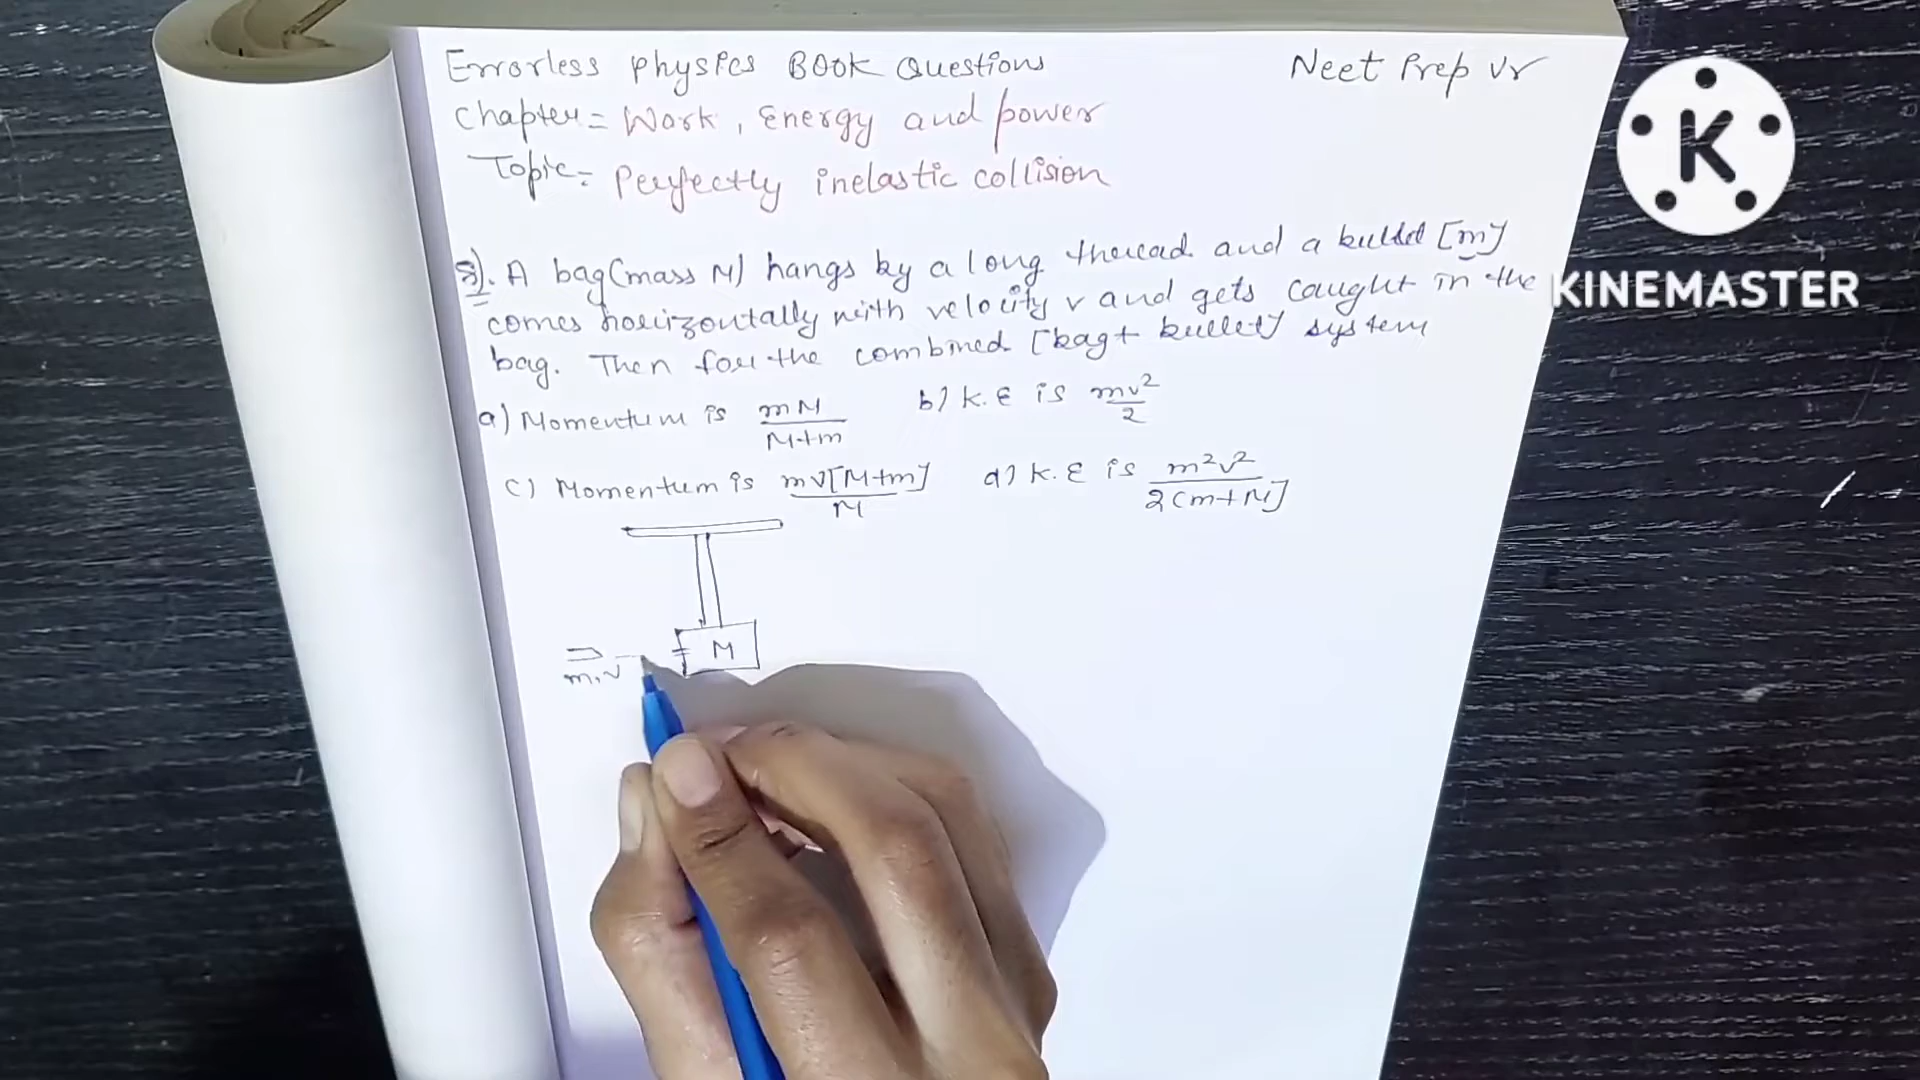 Errorless Physics Book Questions
Neet Prep Vr
Chapter = Work, Energy and power
Topic = Perfectly inelastic collision
8). A bag(mass M) hangs by a long thread and a bullet [m]
comes horizontally with velocity v and gets caught in the
bag. Then for the combined [bag + bullet] system
a) Momentum is mM/M+m b) K.E is mv²/2
c) Momentum is mv[M+m]/M d) K.E is m²v²/2(m+M]
M
m,v
K
KINEMASTER